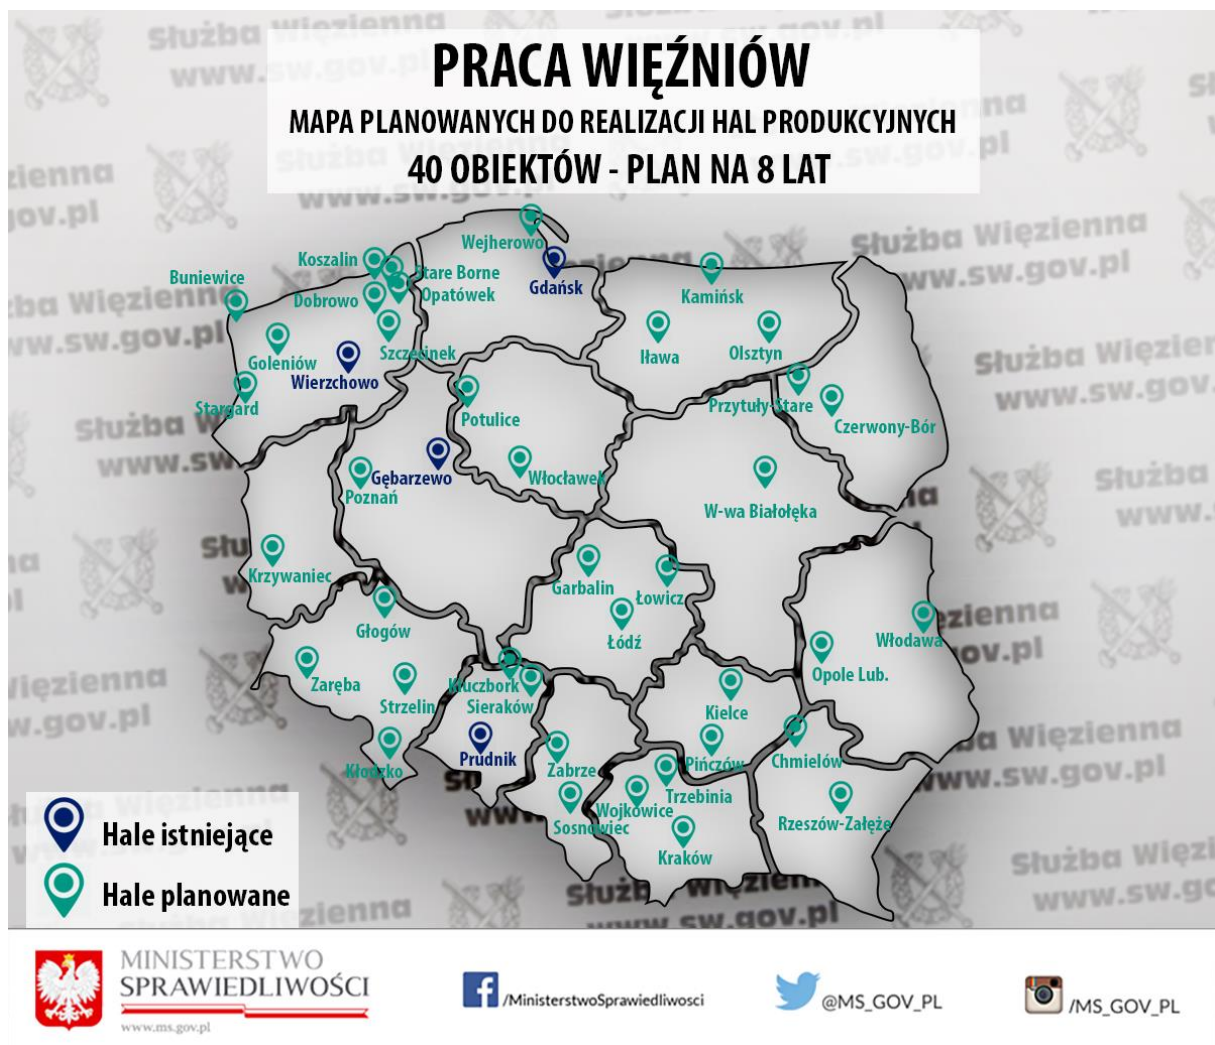 PRACA WIĘŹNIÓW
MAPA PLANOWANYCH DO REALIZACJI HAL PRODUKCYJNYCH
40 OBIEKTÓW - PLAN NA 8 LAT
Służba Więzienna
www.sw.gov.pl
Wejherowo
Koszalin
Stare Borne
Gdańsk
Buniewice
Dobrowo
Opatówek
Kamińsk
Goleniów
Szczecinek
Iława
Olsztyn
Wierzchowo
Stargard
Potulice
Przytuły-Stare
Czerwony-Bór
Gębarzewo
Włocławek
Poznań
W-wa Białołęka
Krzywaniec
Garbalin
Łowicz
Głogów
Łódź
Włodawa
Opole Lub.
Zaręba
Kluczbork
Strzelin
Sieraków
Kielce
Prudnik
Kłodzko
Zabrze
Pińczów
Chmielów
Trzebinia
Wojkowice
Sosnowiec
Rzeszów-Załęże
Kraków
Hale istniejące
Hale planowane
MINISTERSTWO
SPRAWIEDLIWOŚCI
www.ms.gov.pl
/MinisterstwoSprawiedliwosci
@MS_GOV_PL
/MS_GOV_PL